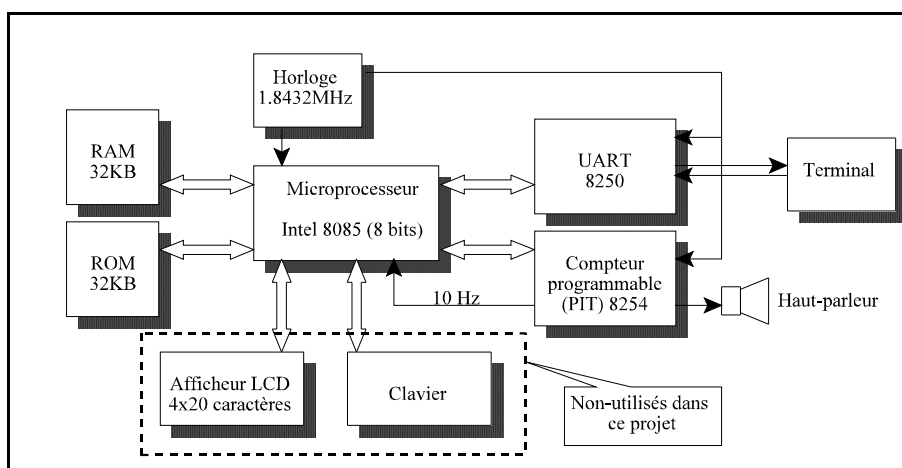 Horloge
1.8432MHz
RAM
32KB
UART
8250
Terminal
Microprocesseur
Intel 8085 (8 bits)
ROM
32KB
Compteur
programmable
(PIT) 8254
10 Hz
Haut-parleur
Afficheur LCD
4x20 caractères
Clavier
Non-utilisés dans
ce projet